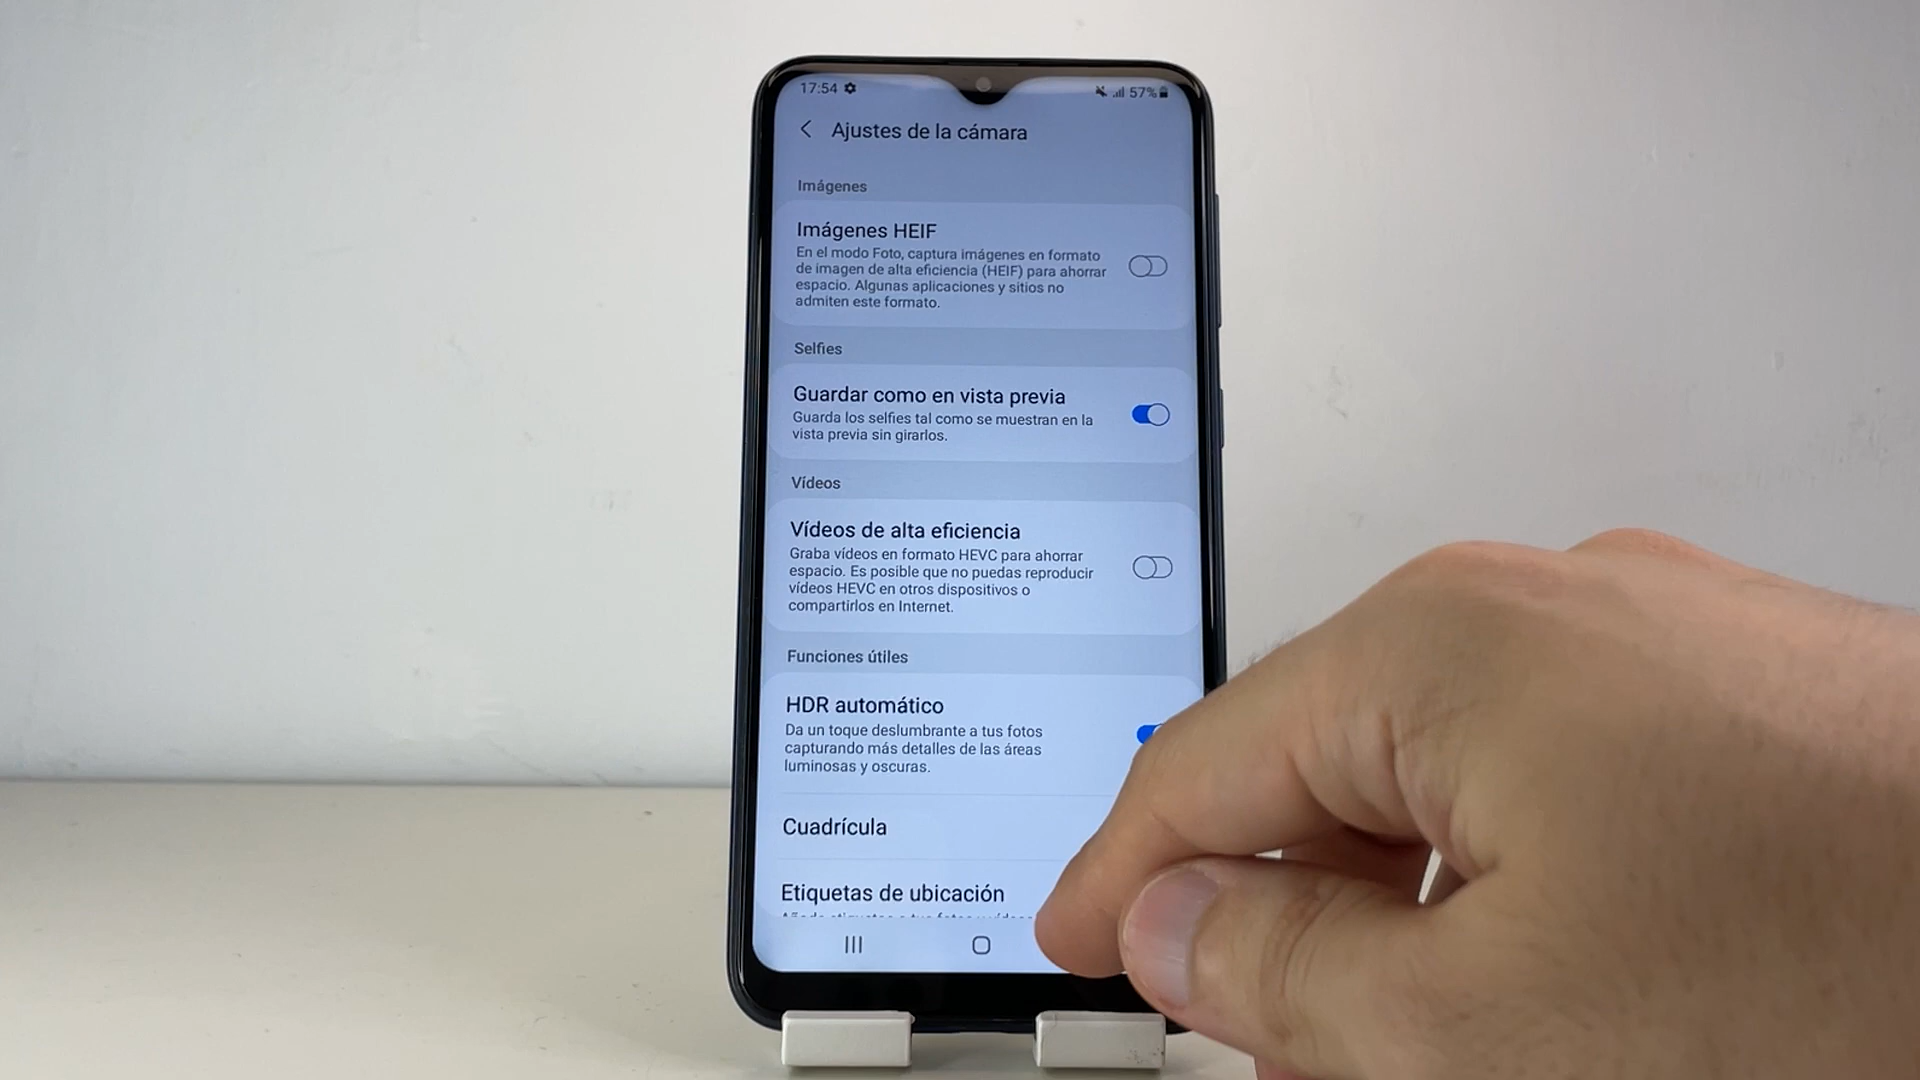 17:54
57%
Ajustes de la cámara
Imágenes
Imágenes HEIF
En el modo Foto, captura imágenes en formato
de imagen de alta eficiencia (HEIF) para ahorrar
espacio. Algunas aplicaciones y sitios no
admiten este formato.
Selfies
Guardar como en vista previa
Guarda los selfies tal como se muestran en la
vista previa sin girarlos.
Vídeos
Vídeos de alta eficiencia
Graba vídeos en formato HEVC para ahorrar
espacio. Es posible que no puedas reproducir
vídeos HEVC en otros dispositivos o
compartirlos en Internet.
Funciones útiles
HDR automático
Da un toque deslumbrante a tus fotos
capturando más detalles de las áreas
luminosas y oscuras.
Cuadrícula
Etiquetas de ubicación